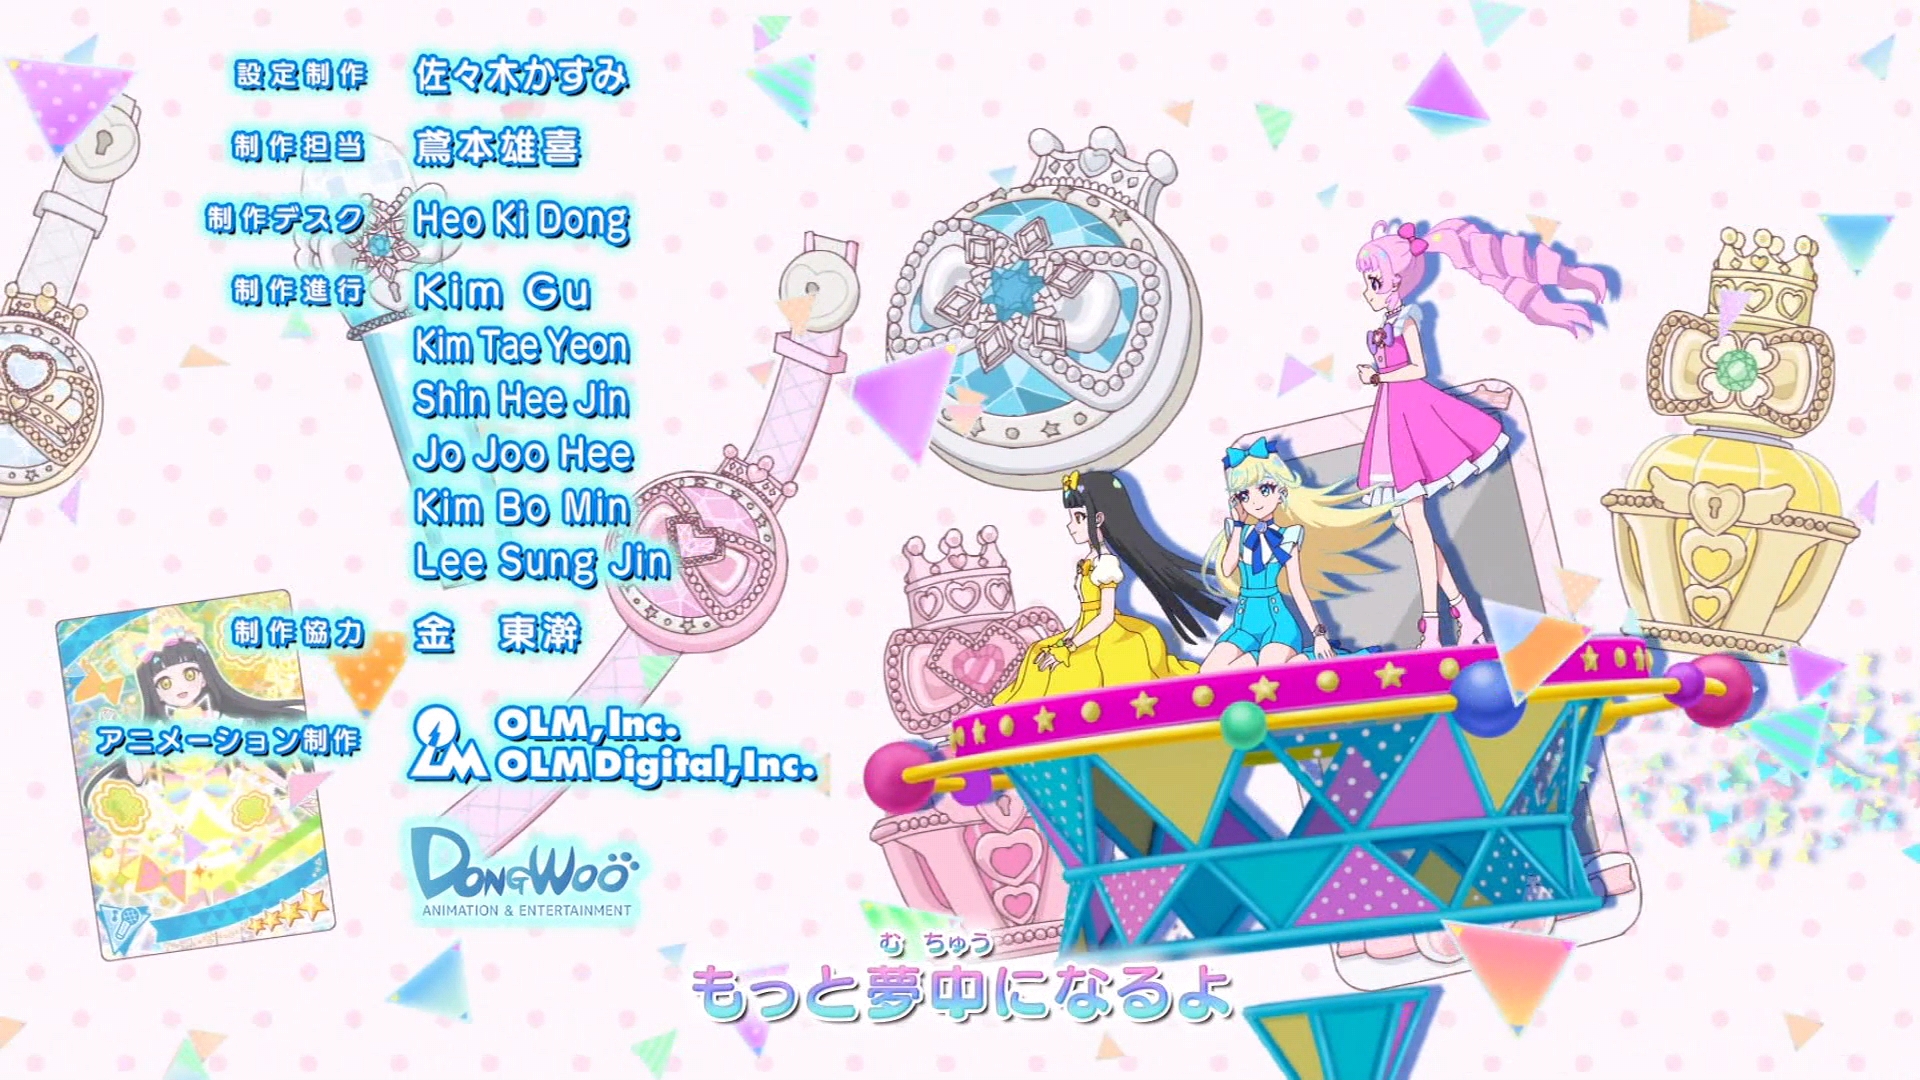 設定制作 佐々木かすみ
制作担当 鳶本雄喜
制作デスク Heo Ki Dong
制作進行 Kim Gu
Kim Tae Yeon
Shin Hee Jin
Jo Joo Hee
Kim Bo Min
Lee Sung Jin
制作協力 金 東澣
アニメーション制作 OLM,Inc.
OLM Digital,Inc.
DONGWOO
ANIMATION & ENTERTAINMENT
む ちゅう
もっと夢中になるよ